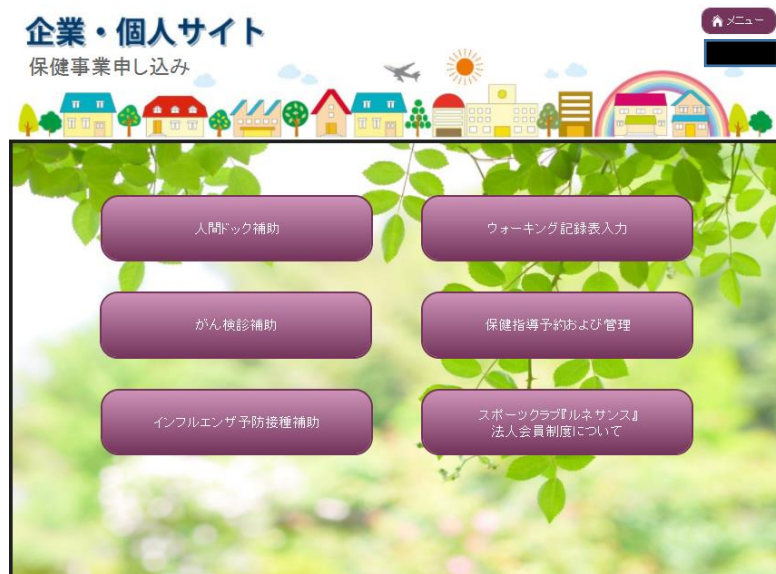 企業・個人サイト
メニュー
保健事業申し込み
人間ドック補助
ウォーキング記録表入力
がん検診補助
保健指導予約および管理
インフルエンザ予防接種補助
スポーツクラブ『ルネサンス』
法人会員制度について